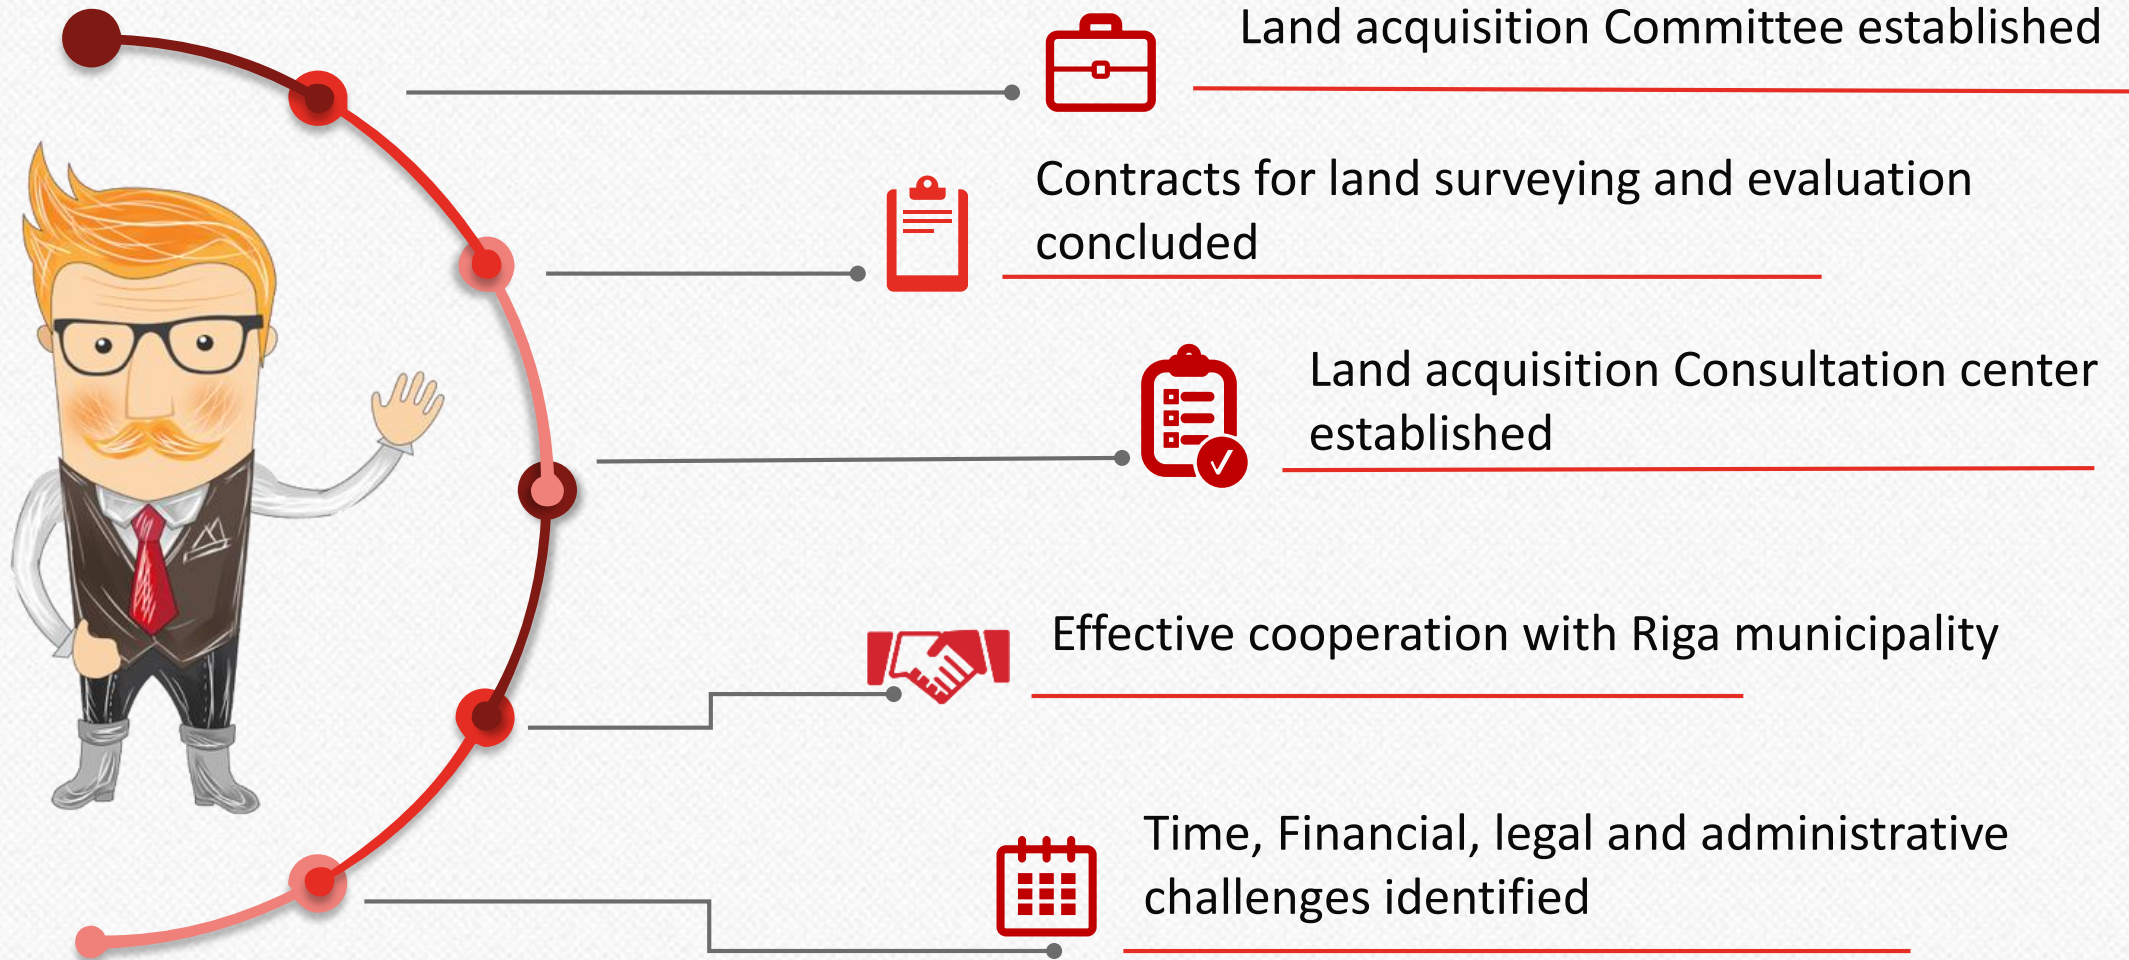 Land acquisition Committee established
Contracts for land surveying and evaluation
concluded
Land acquisition Consultation center
established
Effective cooperation with Riga municipality
Time, Financial, legal and administrative
challenges identified